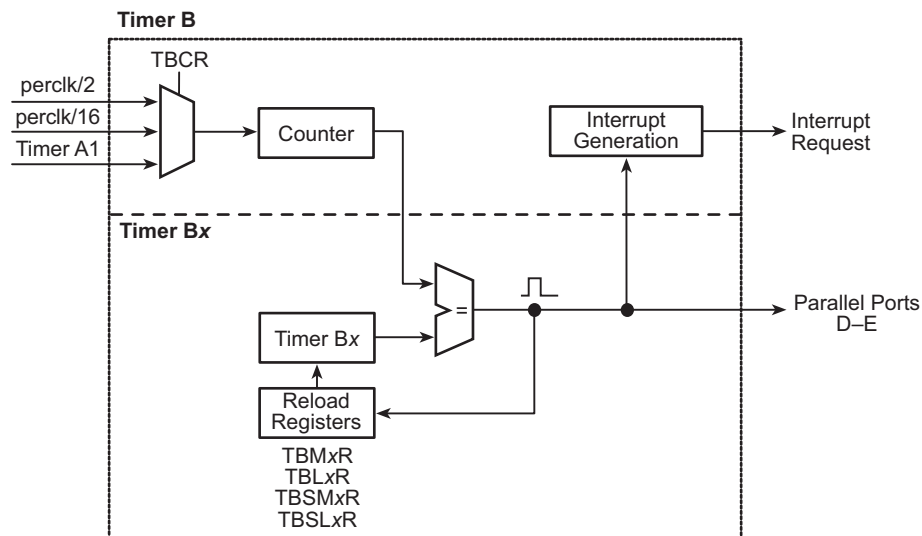 Timer B
TBCR
perclk/2
perclk/16
Timer A1
Counter
Interrupt
Generation
Interrupt
Request
Timer Bx
=
Parallel Ports
D–E
Timer Bx
Reload
Registers
TBMxR
TBLxR
TBSMxR
TBSLxR